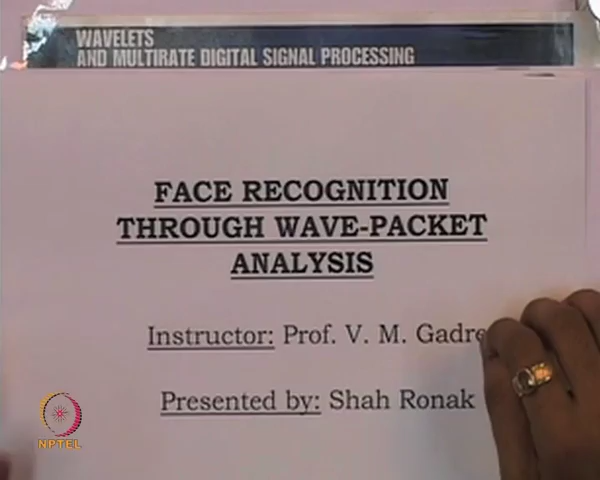 WAVELETS
AND MULTIRATE DIGITAL SIGNAL PROCESSING
FACE RECOGNITION
THROUGH WAVE-PACKET
ANALYSIS
Instructor: Prof. V. M. Gadre
Presented by: Shah Ronak
NPTEL